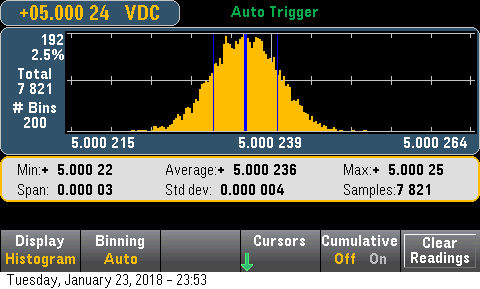 +05.000 24 VDC
Auto Trigger
192
2.5%
Total
7 821
# Bins
200
5.000 215 5.000 239 5.000 264
Min:+ 5.000 22 Average:+ 5.000 236 Max:+ 5.000 25
Span: 0.000 03 Std dev: 0.000 004 Samples:7 821
Display Binning Cursors Cumulative Clear
Histogram Auto Off On Readings
Tuesday, January 23, 2018 – 23:53